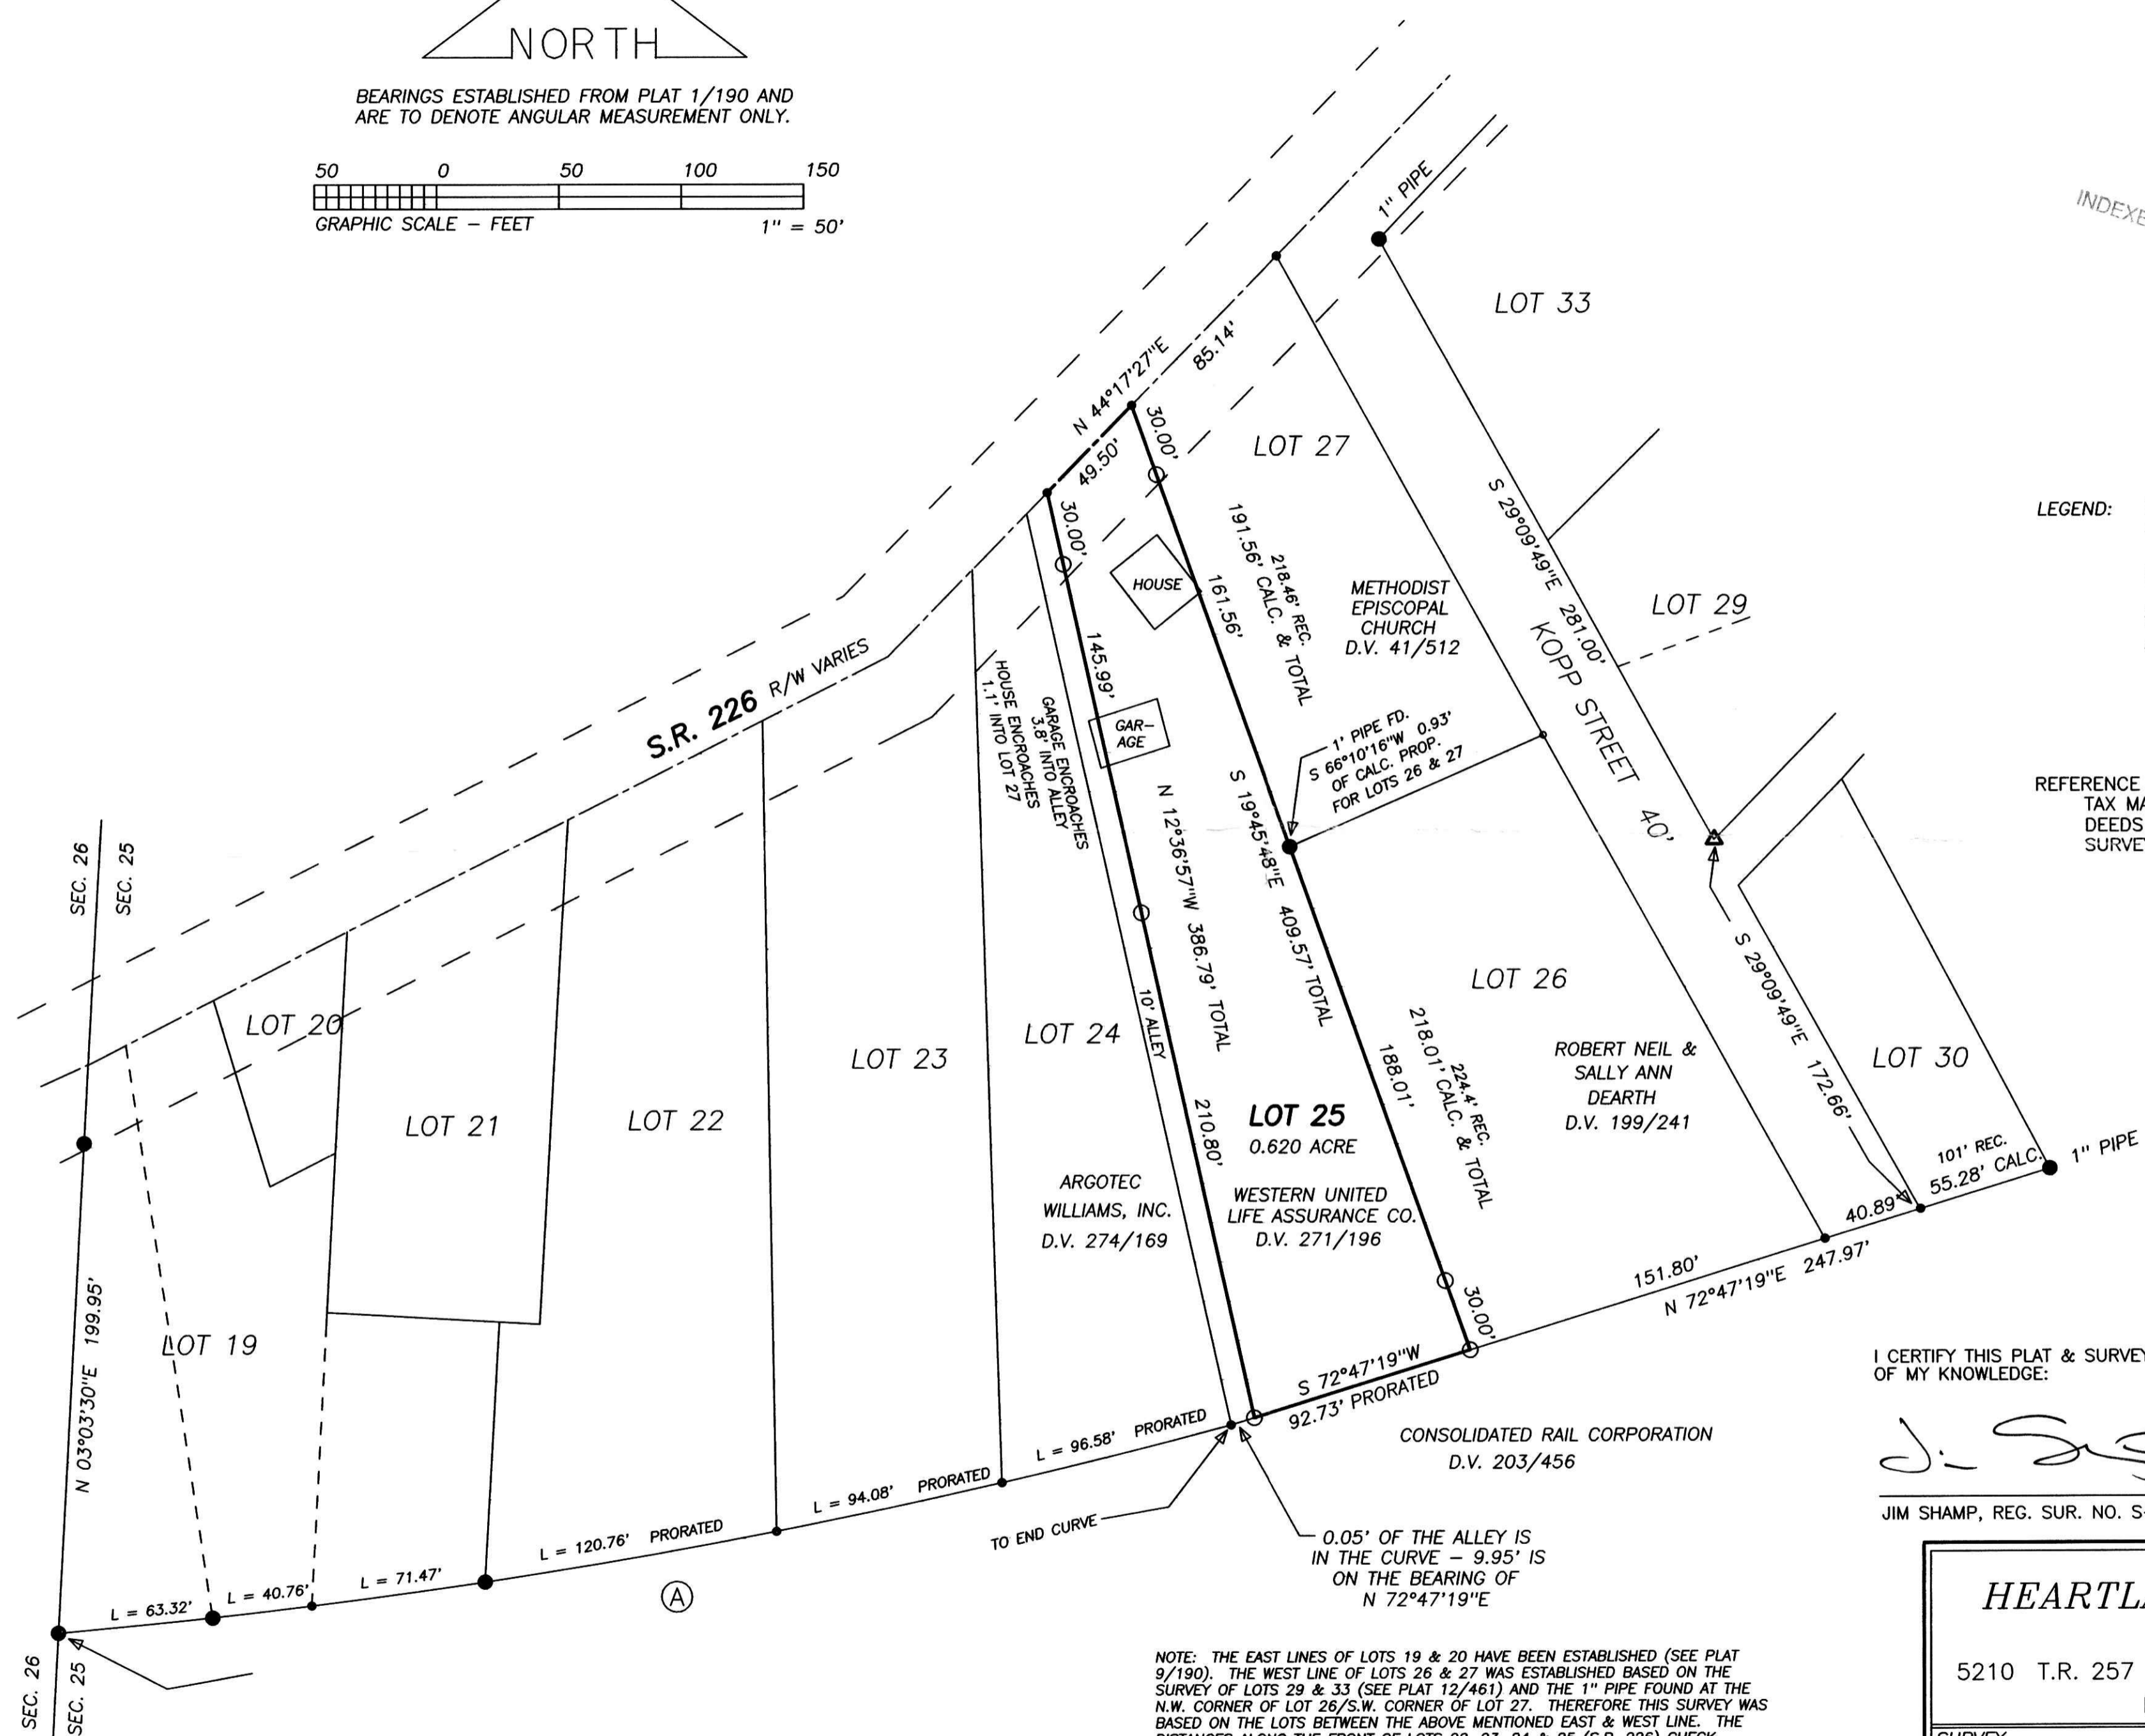 NORTH
BEARINGS ESTABLISHED FROM PLAT 1/190 AND
ARE TO DENOTE ANGULAR MEASUREMENT ONLY.
50 0 50 100 150
GRAPHIC SCALE – FEET 1" = 50'
INDEXE
1" PIPE
LOT 33
LEGEND:
N 44°17'27"E
85.14'
49.50'
30.00'
30.00'
LOT 27
S 29°09'49"E 281.00'
LOT 29
HOUSE
191.56' CALC. & TOTAL
218.46' REC.
161.56'
METHODIST
EPISCOPAL
CHURCH
D.V. 41/512
KOPP STREET 40'
S.R. 226 R/W VARIES
145.99'
GAR–
AGE
HOUSE ENCROACHES
1.1' INTO LOT 27
GARAGE ENCROACHES
3.8' INTO ALLEY
1' PIPE FD.
S 66°10'16"W 0.93'
OF CALC. PROP.
FOR LOTS 26 & 27
REFERENCE
TAX MA
DEEDS
SURVEY
N 12°36'57"W 386.79' TOTAL
S 19°45'48"E 409.57' TOTAL
SEC. 26
SEC. 25
S 29°09'49"E 172.66'
LOT 20
LOT 21
LOT 22
LOT 23
LOT 24
10' ALLEY
210.80'
LOT 25
0.620 ACRE
WESTERN UNITED
LIFE ASSURANCE CO.
D.V. 271/196
ARGOTEC
WILLIAMS, INC.
D.V. 274/169
LOT 26
ROBERT NEIL &
SALLY ANN
DEARTH
D.V. 199/241
188.01'
218.01' CALC. & TOTAL
224.4' REC.
30.00'
LOT 30
101' REC.
55.28' CALC.
1" PIPE
40.89'
151.80'
N 72°47'19"E 247.97'
LOT 19
N 03°03'30"E 199.95'
S 72°47'19"W
92.73' PRORATED
CONSOLIDATED RAIL CORPORATION
D.V. 203/456
L = 63.32'
L = 40.76'
L = 71.47'
L = 120.76' PRORATED
L = 94.08' PRORATED
L = 96.58' PRORATED
A
TO END CURVE
0.05' OF THE ALLEY IS
IN THE CURVE – 9.95' IS
ON THE BEARING OF
N 72°47'19"E
SEC. 26
SEC. 25
I CERTIFY THIS PLAT & SURVEY
OF MY KNOWLEDGE:
JIM SHAMP, REG. SUR. NO. S-
HEARTLA
5210 T.R. 257
SURVEY
NOTE: THE EAST LINES OF LOTS 19 & 20 HAVE BEEN ESTABLISHED (SEE PLAT
9/190). THE WEST LINE OF LOTS 26 & 27 WAS ESTABLISHED BASED ON THE
SURVEY OF LOTS 29 & 33 (SEE PLAT 12/461) AND THE 1" PIPE FOUND AT THE
N.W. CORNER OF LOT 26/S.W. CORNER OF LOT 27. THEREFORE THIS SURVEY WAS
BASED ON THE LOTS BETWEEN THE ABOVE MENTIONED EAST & WEST LINE. THE
DISTANCES ALONG THE FRONT OF LOTS 22, 23, 24 & 25 (S.R. 226) CHECK